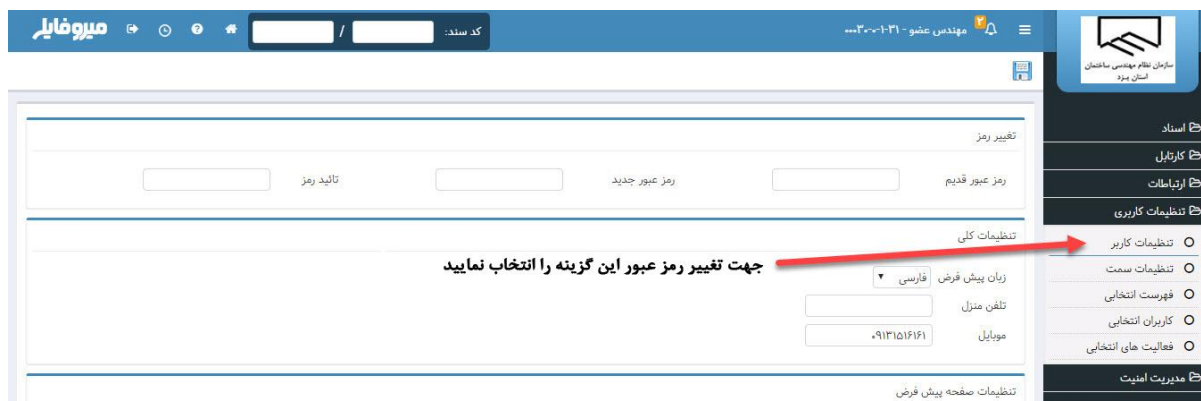 سازمان نظام مهندسی ساختمان
استان یزد
۲
مهندس عضو - ۳۱-۱-۰-۳۰۰۰۰
کد سند:
/
میروفایل
تغییر رمز
رمز عبور قدیم
رمز عبور جدید
تائید رمز
تنظیمات کلی
جهت تغییر رمز عبور این گزینه را انتخاب نمایید
زبان پیش فرض فارسی
تلفن منزل
موبایل ۰۹۱۳۱۵۱۶۱۶۱
تنظیمات صفحه پیش فرض
اسناد
کارتابل
ارتباطات
تنظیمات کاربری
تنظیمات کاربر
تنظیمات سمت
فهرست انتخابی
کاربران انتخابی
فعالیت های انتخابی
مدیریت امنیت